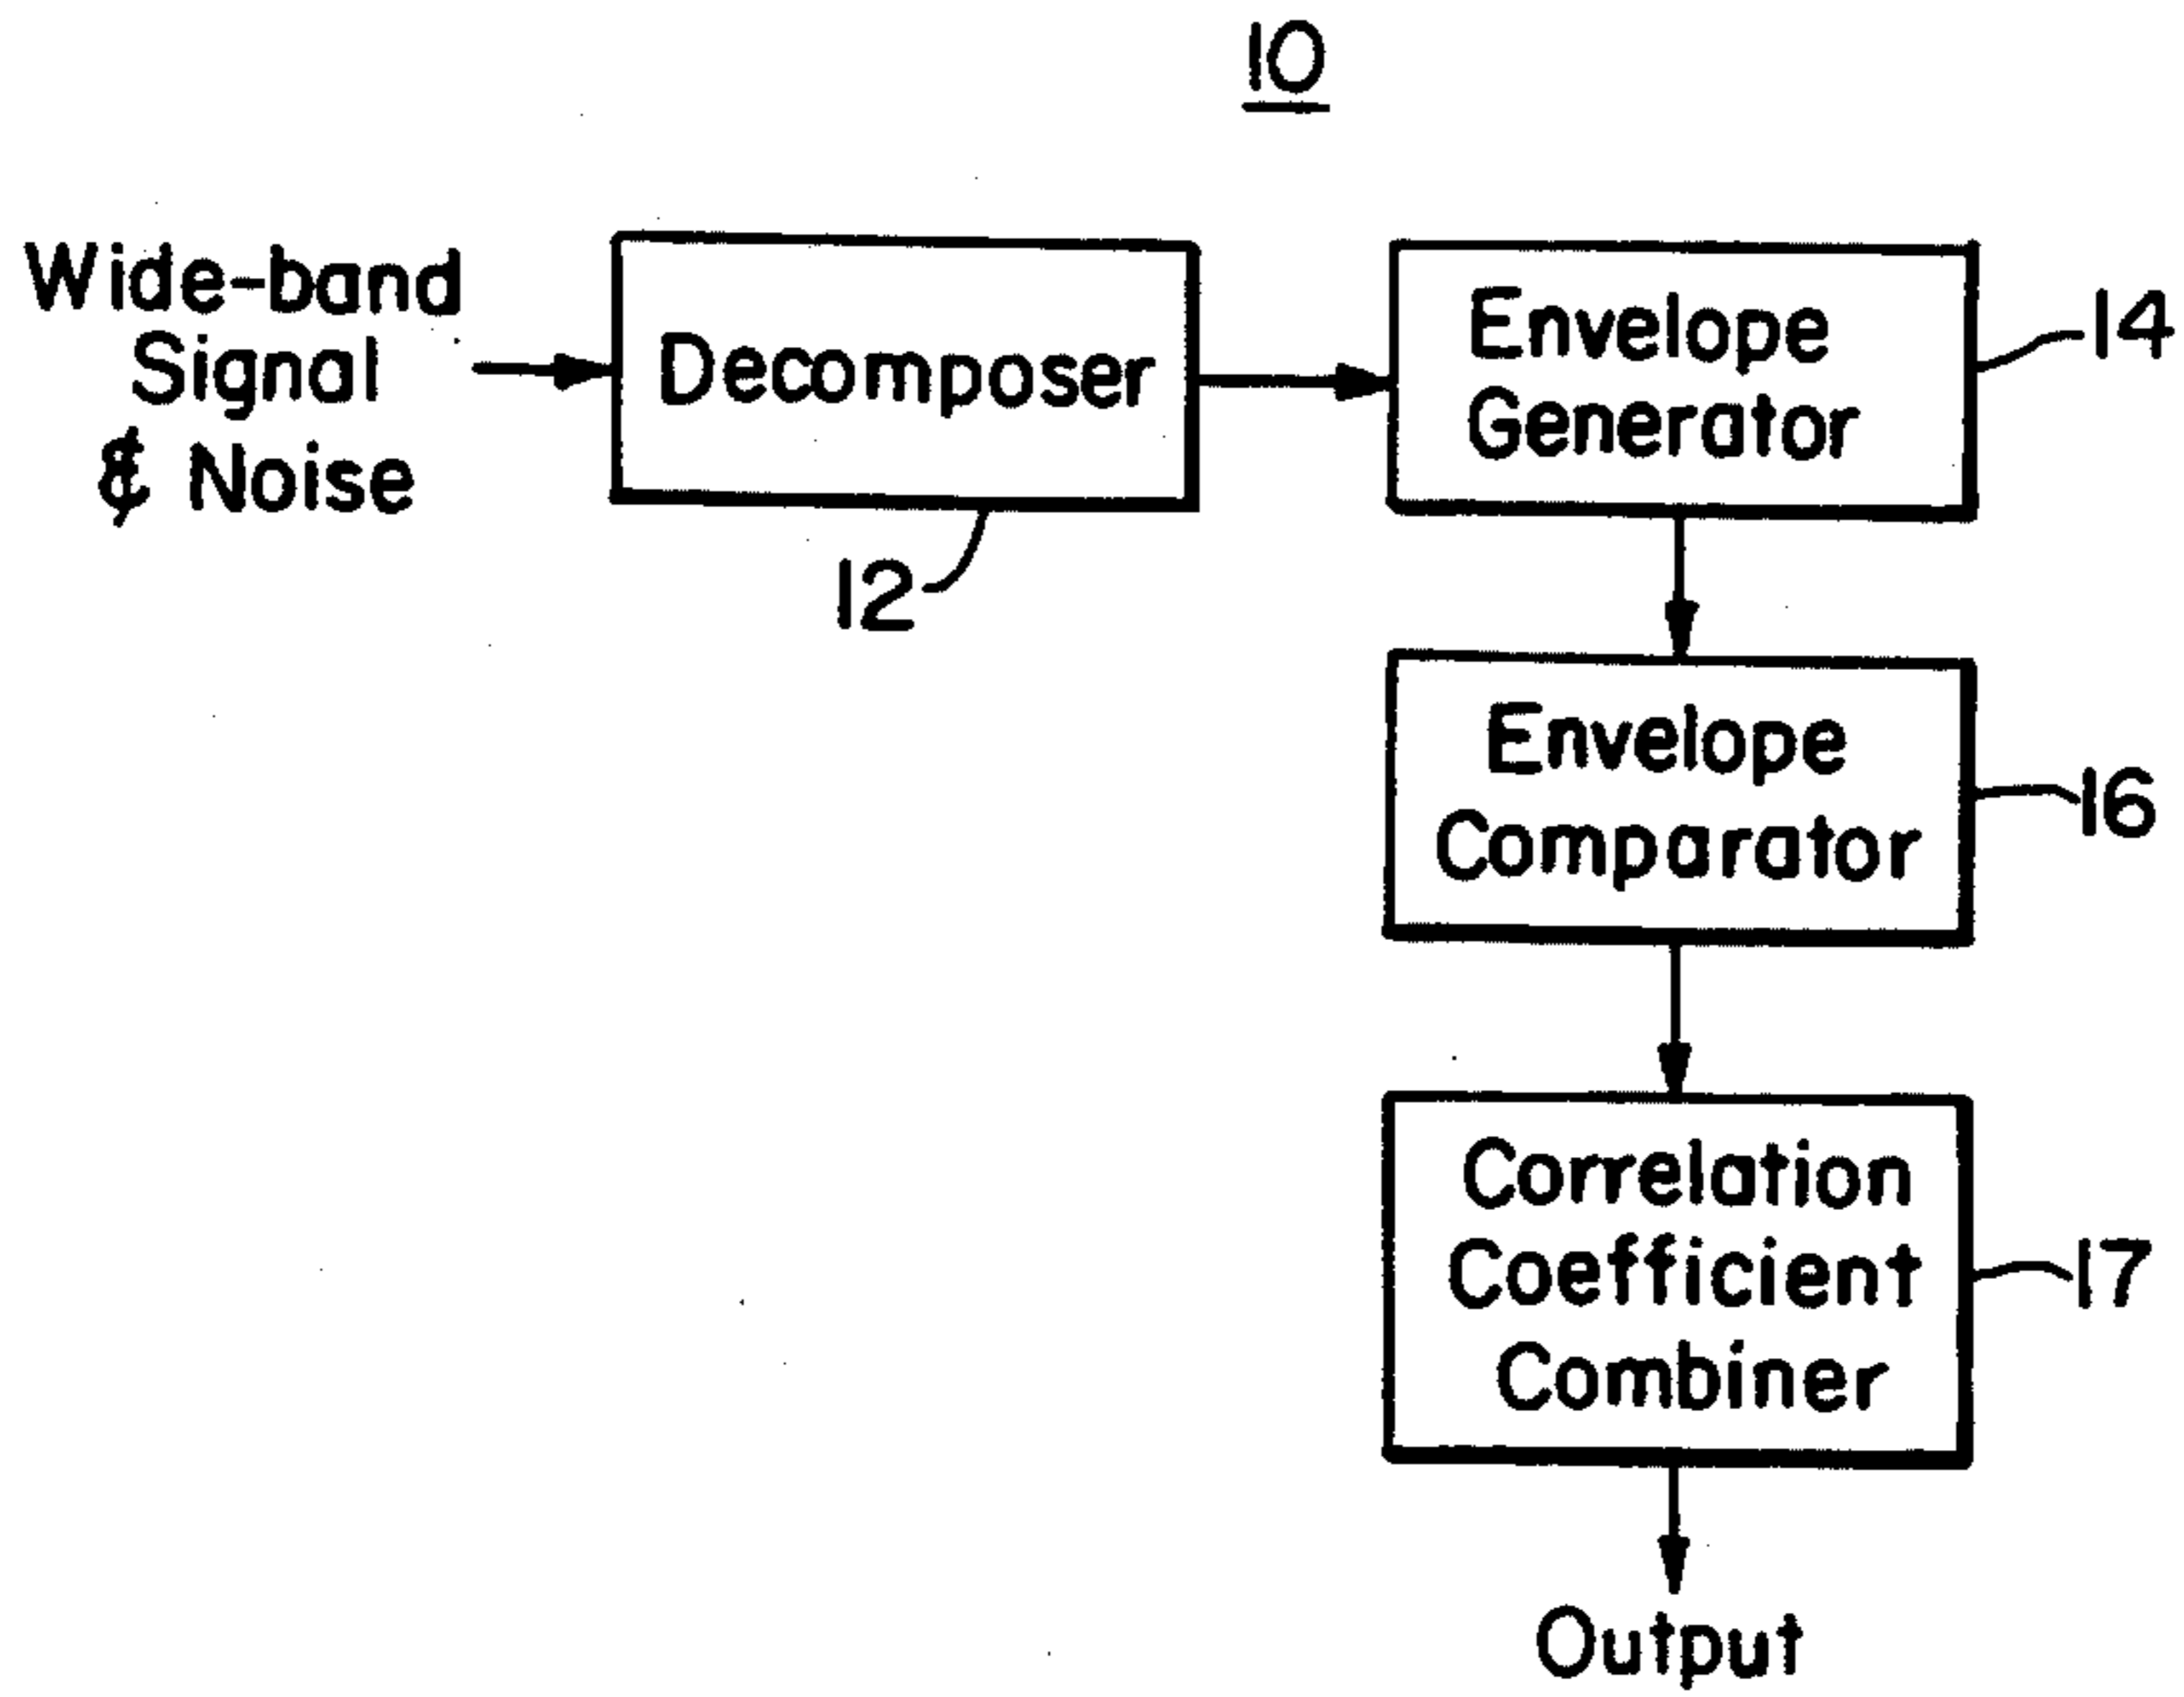 10
Wide-band
Signal
& Noise
Decomposer
12
Envelope
Generator
14
Envelope
Comparator
16
Correlation
Coefficient
Combiner
17
Output